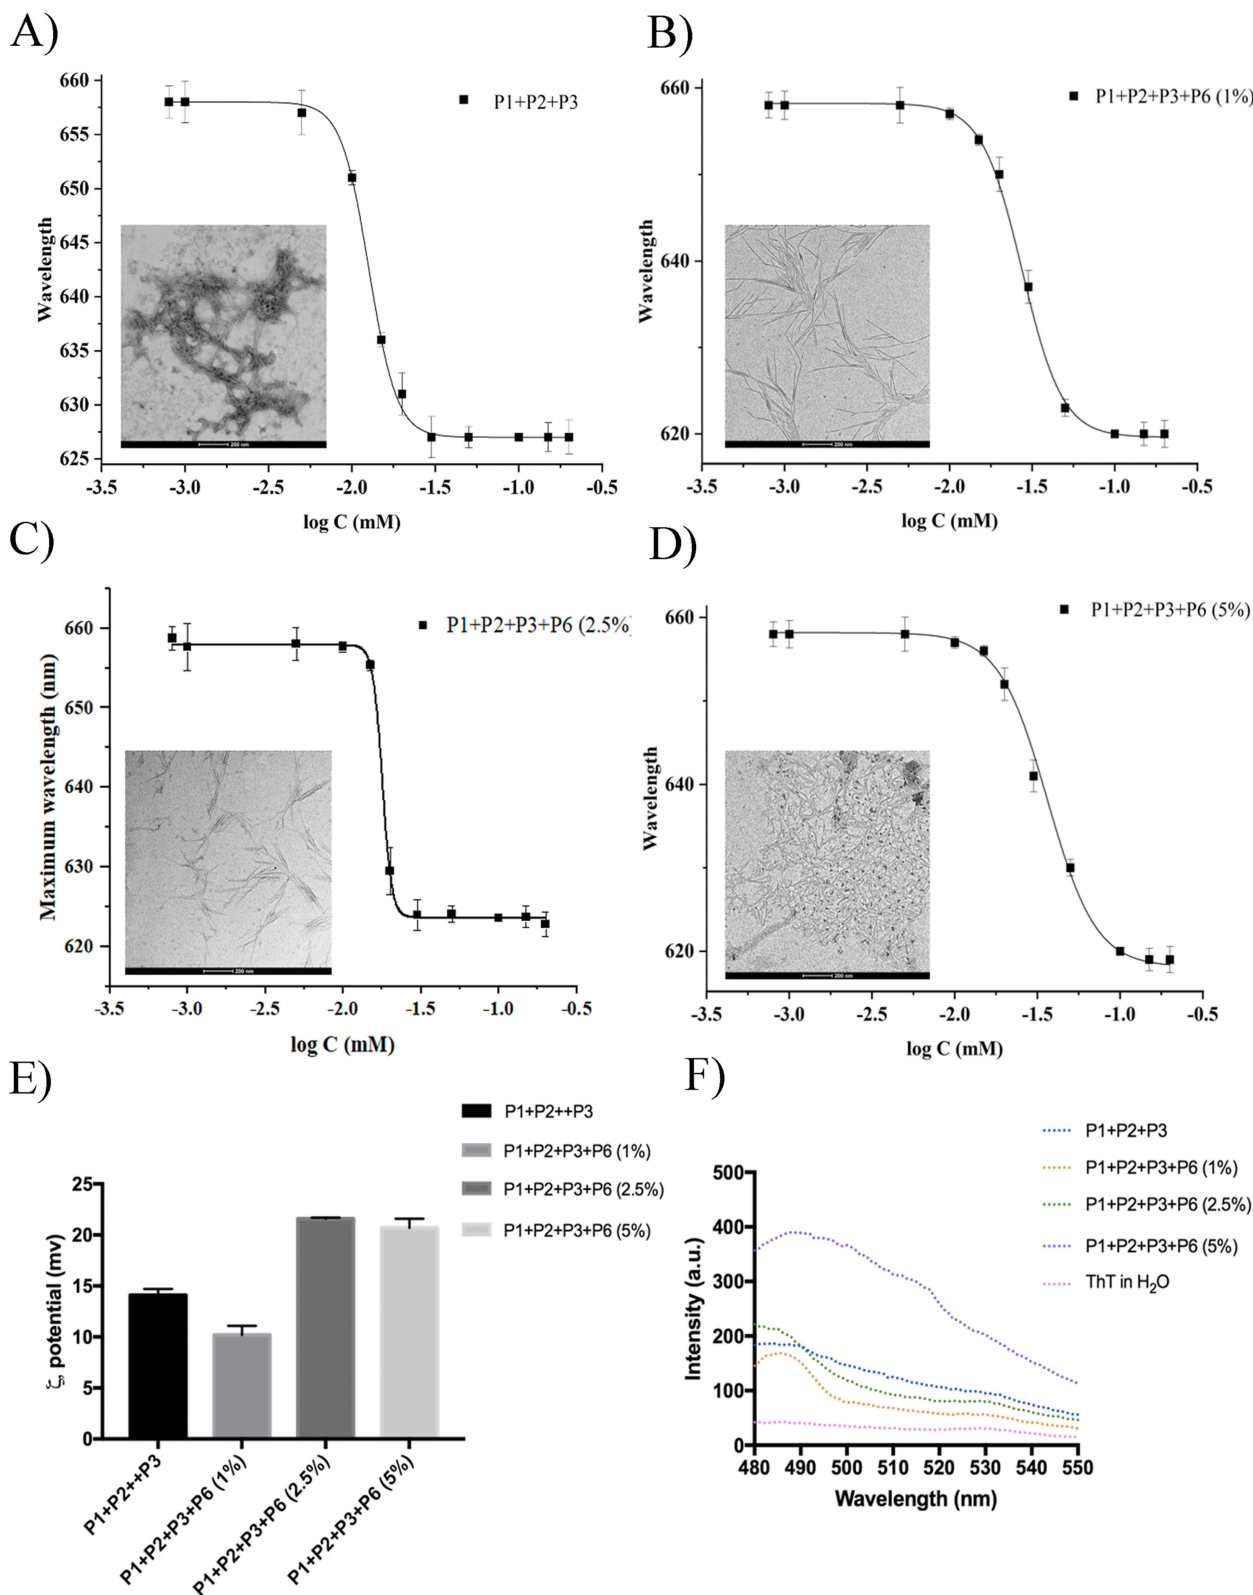 A)
660
655
650
645
640
635
630
625
Wavelength
P1+P2+P3
200 nm
-3.5 -3.0 -2.5 -2.0 -1.5 -1.0 -0.5
log C (mM)
B)
660
640
620
Wavelength
P1+P2+P3+P6 (1%)
200 nm
-3.5 -3.0 -2.5 -2.0 -1.5 -1.0 -0.5
log C (mM)
C)
660
650
640
630
620
Maximum wavelength (nm)
P1+P2+P3+P6 (2.5%)
200 nm
-3.5 -3.0 -2.5 -2.0 -1.5 -1.0 -0.5
log C (mM)
D)
660
640
620
Wavelength
P1+P2+P3+P6 (5%)
200 nm
-3.5 -3.0 -2.5 -2.0 -1.5 -1.0 -0.5
log C (mM)
E)
P1+P2++P3
P1+P2+P3+P6 (1%)
P1+P2+P3+P6 (2.5%)
P1+P2+P3+P6 (5%)
25
20
15
10
5
0
ζ potential (mv)
P1+P2++P3
P1+P2+P3+P6 (1%)
P1+P2+P3+P6 (2.5%)
P1+P2+P3+P6 (5%)
F)
P1+P2+P3
P1+P2+P3+P6 (1%)
P1+P2+P3+P6 (2.5%)
P1+P2+P3+P6 (5%)
ThT in H₂O
500
400
300
200
100
0
Intensity (a.u.)
480 490 500 510 520 530 540 550
Wavelength (nm)